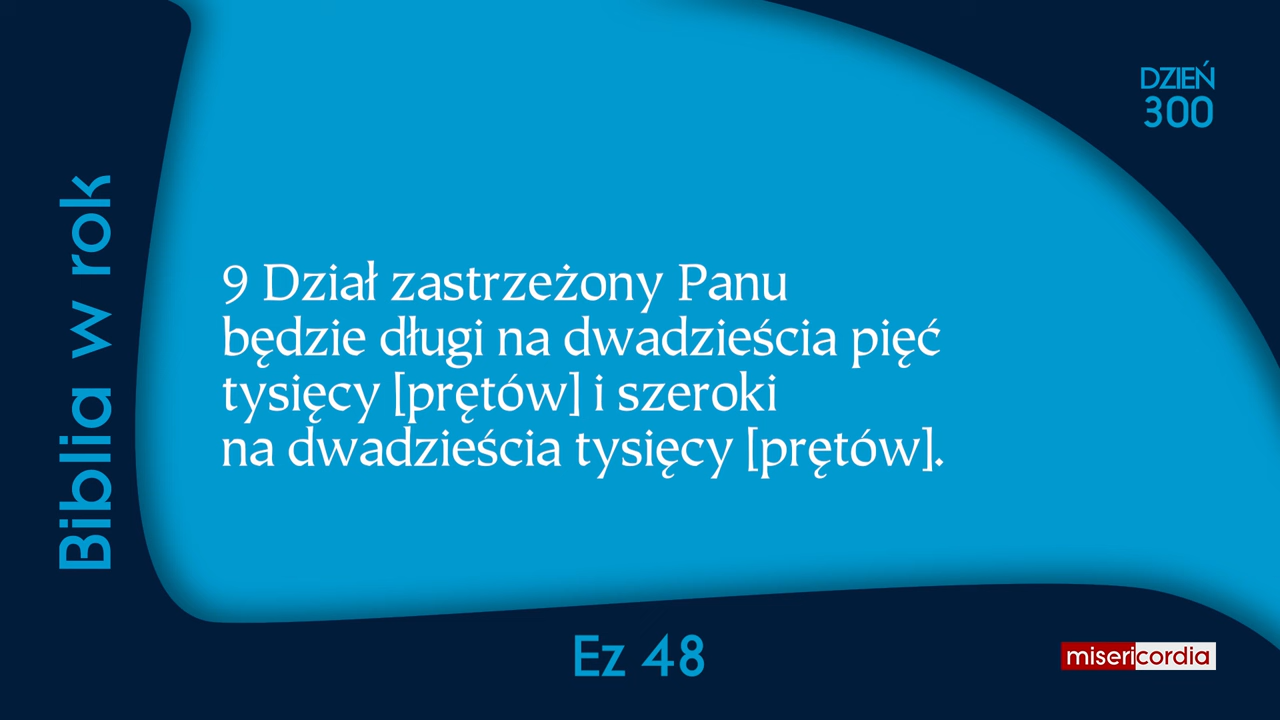 Biblia w rok
DZIEŃ
300
9 Dział zastrzeżony Panu
będzie długi na dwadzieścia pięć
tysięcy [prętów] i szeroki
na dwadzieścia tysięcy [prętów].
Ez 48
misericordia